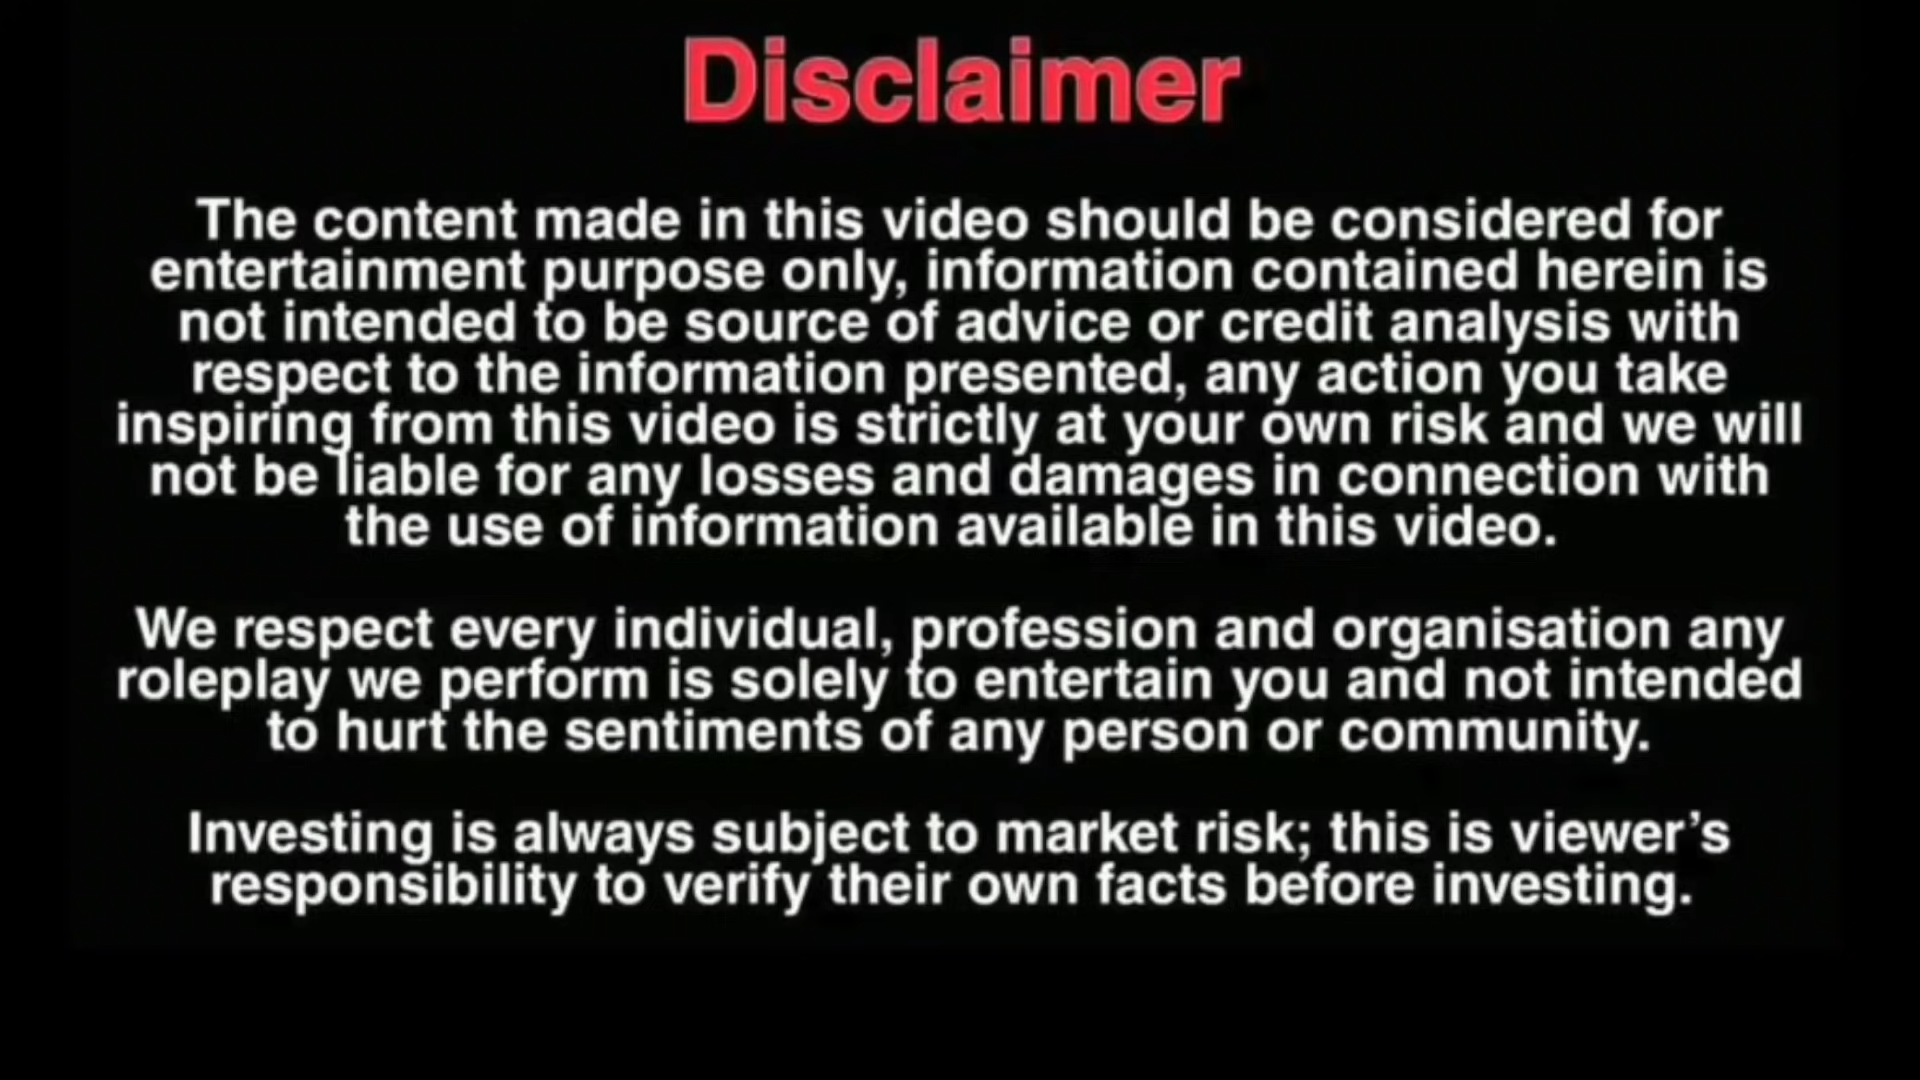 Disclaimer
The content made in this video should be considered for
entertainment purpose only, information contained herein is
not intended to be source of advice or credit analysis with
respect to the information presented, any action you take
inspiring from this video is strictly at your own risk and we will
not be liable for any losses and damages in connection with
the use of information available in this video.
We respect every individual, profession and organisation any
roleplay we perform is solely to entertain you and not intended
to hurt the sentiments of any person or community.
Investing is always subject to market risk; this is viewer’s
responsibility to verify their own facts before investing.